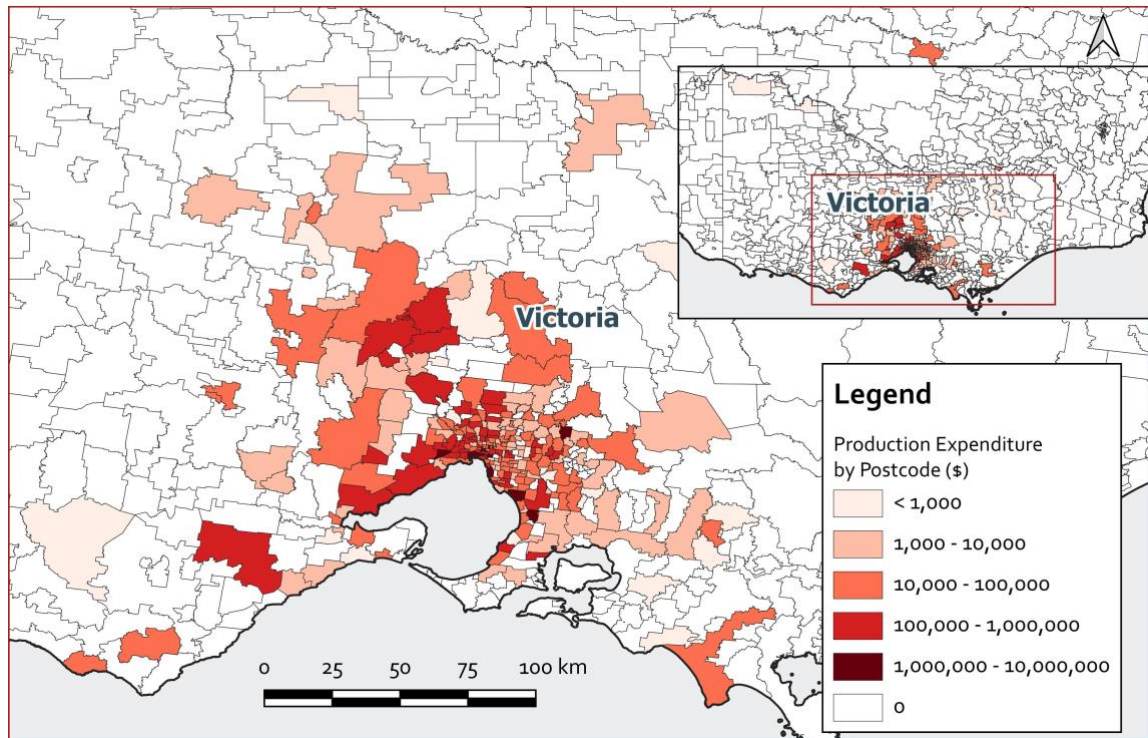 Victoria
Victoria
Legend
Production Expenditure
by Postcode ($)
< 1,000
1,000 - 10,000
10,000 - 100,000
100,000 - 1,000,000
1,000,000 - 10,000,000
0
0 25 50 75 100 km